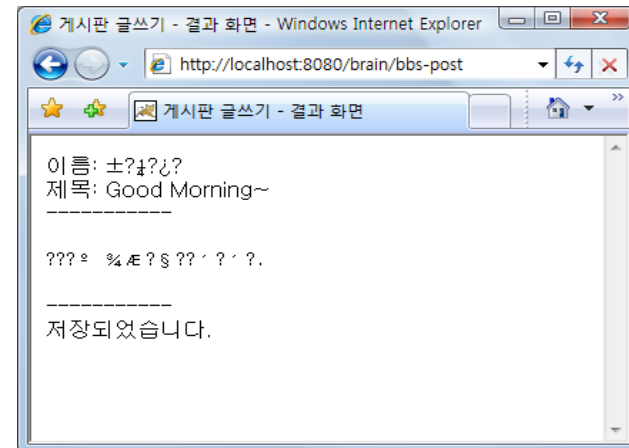 게시판 글쓰기 - 결과 화면 - Windows Internet Explorer
http://localhost:8080/brain/bbs-post
게시판 글쓰기 - 결과 화면
이름: ±?‡?¿?
제목: Good Morning~
-----------
???º ¾Æ?§??´?´?.
-----------
저장되었습니다.